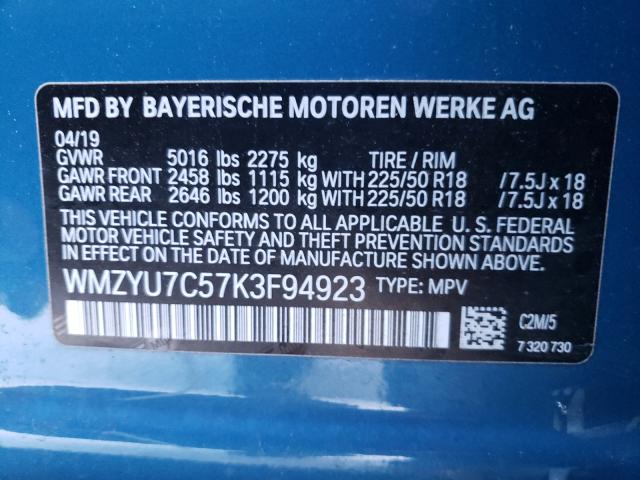 MFD BY BAYERISCHE MOTOREN WERKE AG
04/19
GVWR 5016 lbs 2275 kg TIRE / RIM
GAWR FRONT 2458 lbs 1115 kg WITH 225/50 R18 /7.5J x 18
GAWR REAR 2646 lbs 1200 kg WITH 225/50 R18 /7.5J x 18
THIS VEHICLE CONFORMS TO ALL APPLICABLE U. S. FEDERAL
MOTOR VEHICLE SAFETY AND THEFT PREVENTION STANDARDS
IN EFFECT ON THE DATE OF MANUFACTURE SHOWN ABOVE.
WMZYU7C57K3F94923 TYPE: MPV
C2M/5
7 320 730